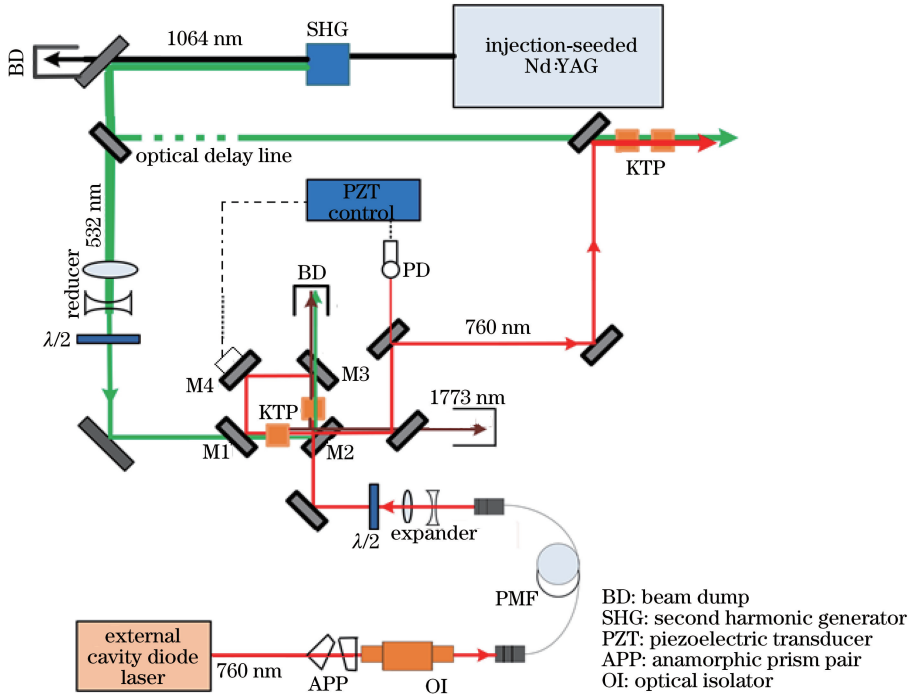 1064 nm
SHG
injection-seeded
Nd:YAG
BD
optical delay line
KTP
532 nm
PZT
control
reducer
PD
BD
λ/2
760 nm
M4
M3
KTP
1773 nm
M1
M2
λ/2
expander
PMF
external
cavity diode
laser
760 nm
APP
OI
BD: beam dump
SHG: second harmonic generator
PZT: piezoelectric transducer
APP: anamorphic prism pair
OI: optical isolator